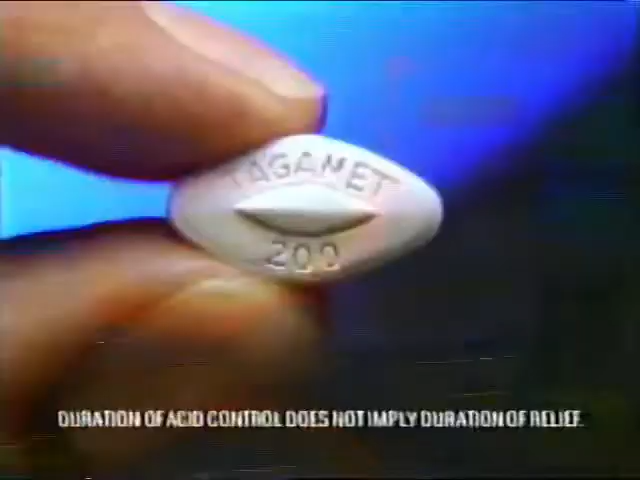 TAGAMET
200
DURATION OF ACID CONTROL DOES NOT IMPLY DURATION OF RELIEF.